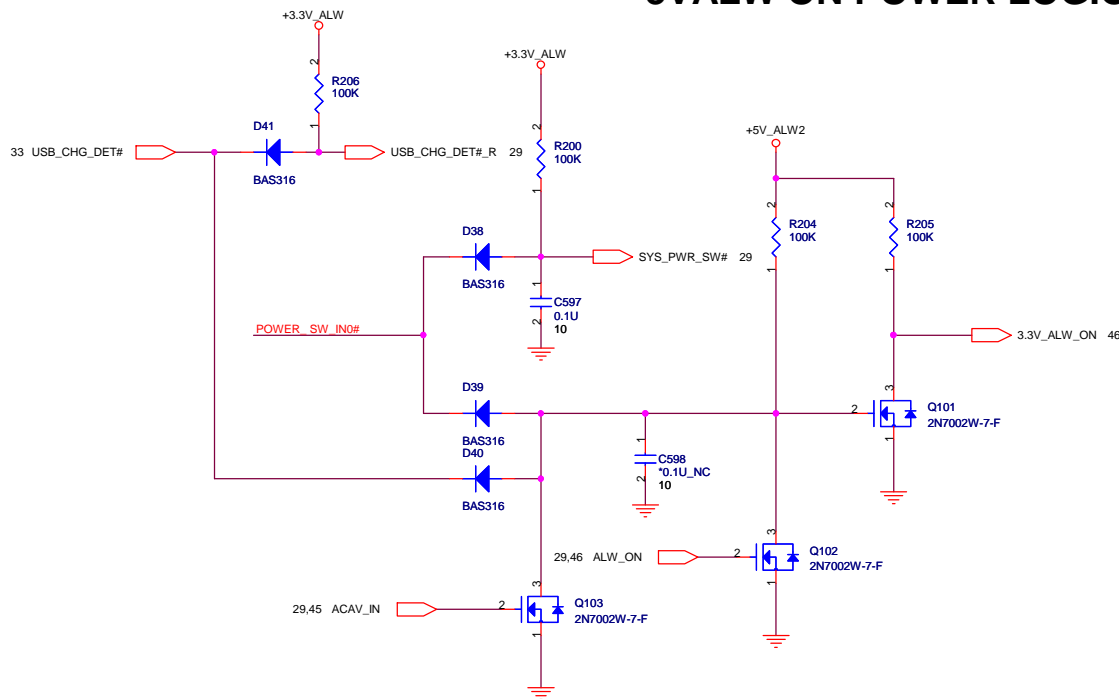 +3.3V_ALW
2
R206
100K
1
D41
BAS316
33 USB_CHG_DET#
USB_CHG_DET#_R 29
+3.3V_ALW
2
R200
100K
1
D38
BAS316
SYS_PWR_SW# 29
1
C597
0.1U
2
10
POWER_ SW_IN0#
+5V_ALW2
2
R204
100K
1
2
R205
100K
1
3.3V_ALW_ON 46
D39
BAS316
D40
BAS316
1
C598
*0.1U_NC
2
10
3
2
Q101
2N7002W-7-F
1
29,46 ALW_ON
3
2
Q102
2N7002W-7-F
1
29,45 ACAV_IN
3
2
Q103
2N7002W-7-F
1